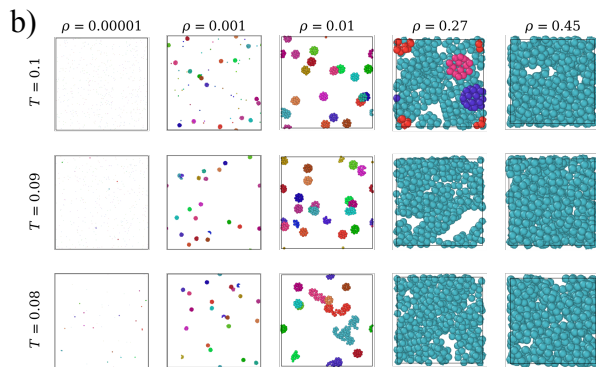 b)
ρ = 0.00001 ρ = 0.001 ρ = 0.01 ρ = 0.27 ρ = 0.45
T = 0.1
T = 0.09
T = 0.08